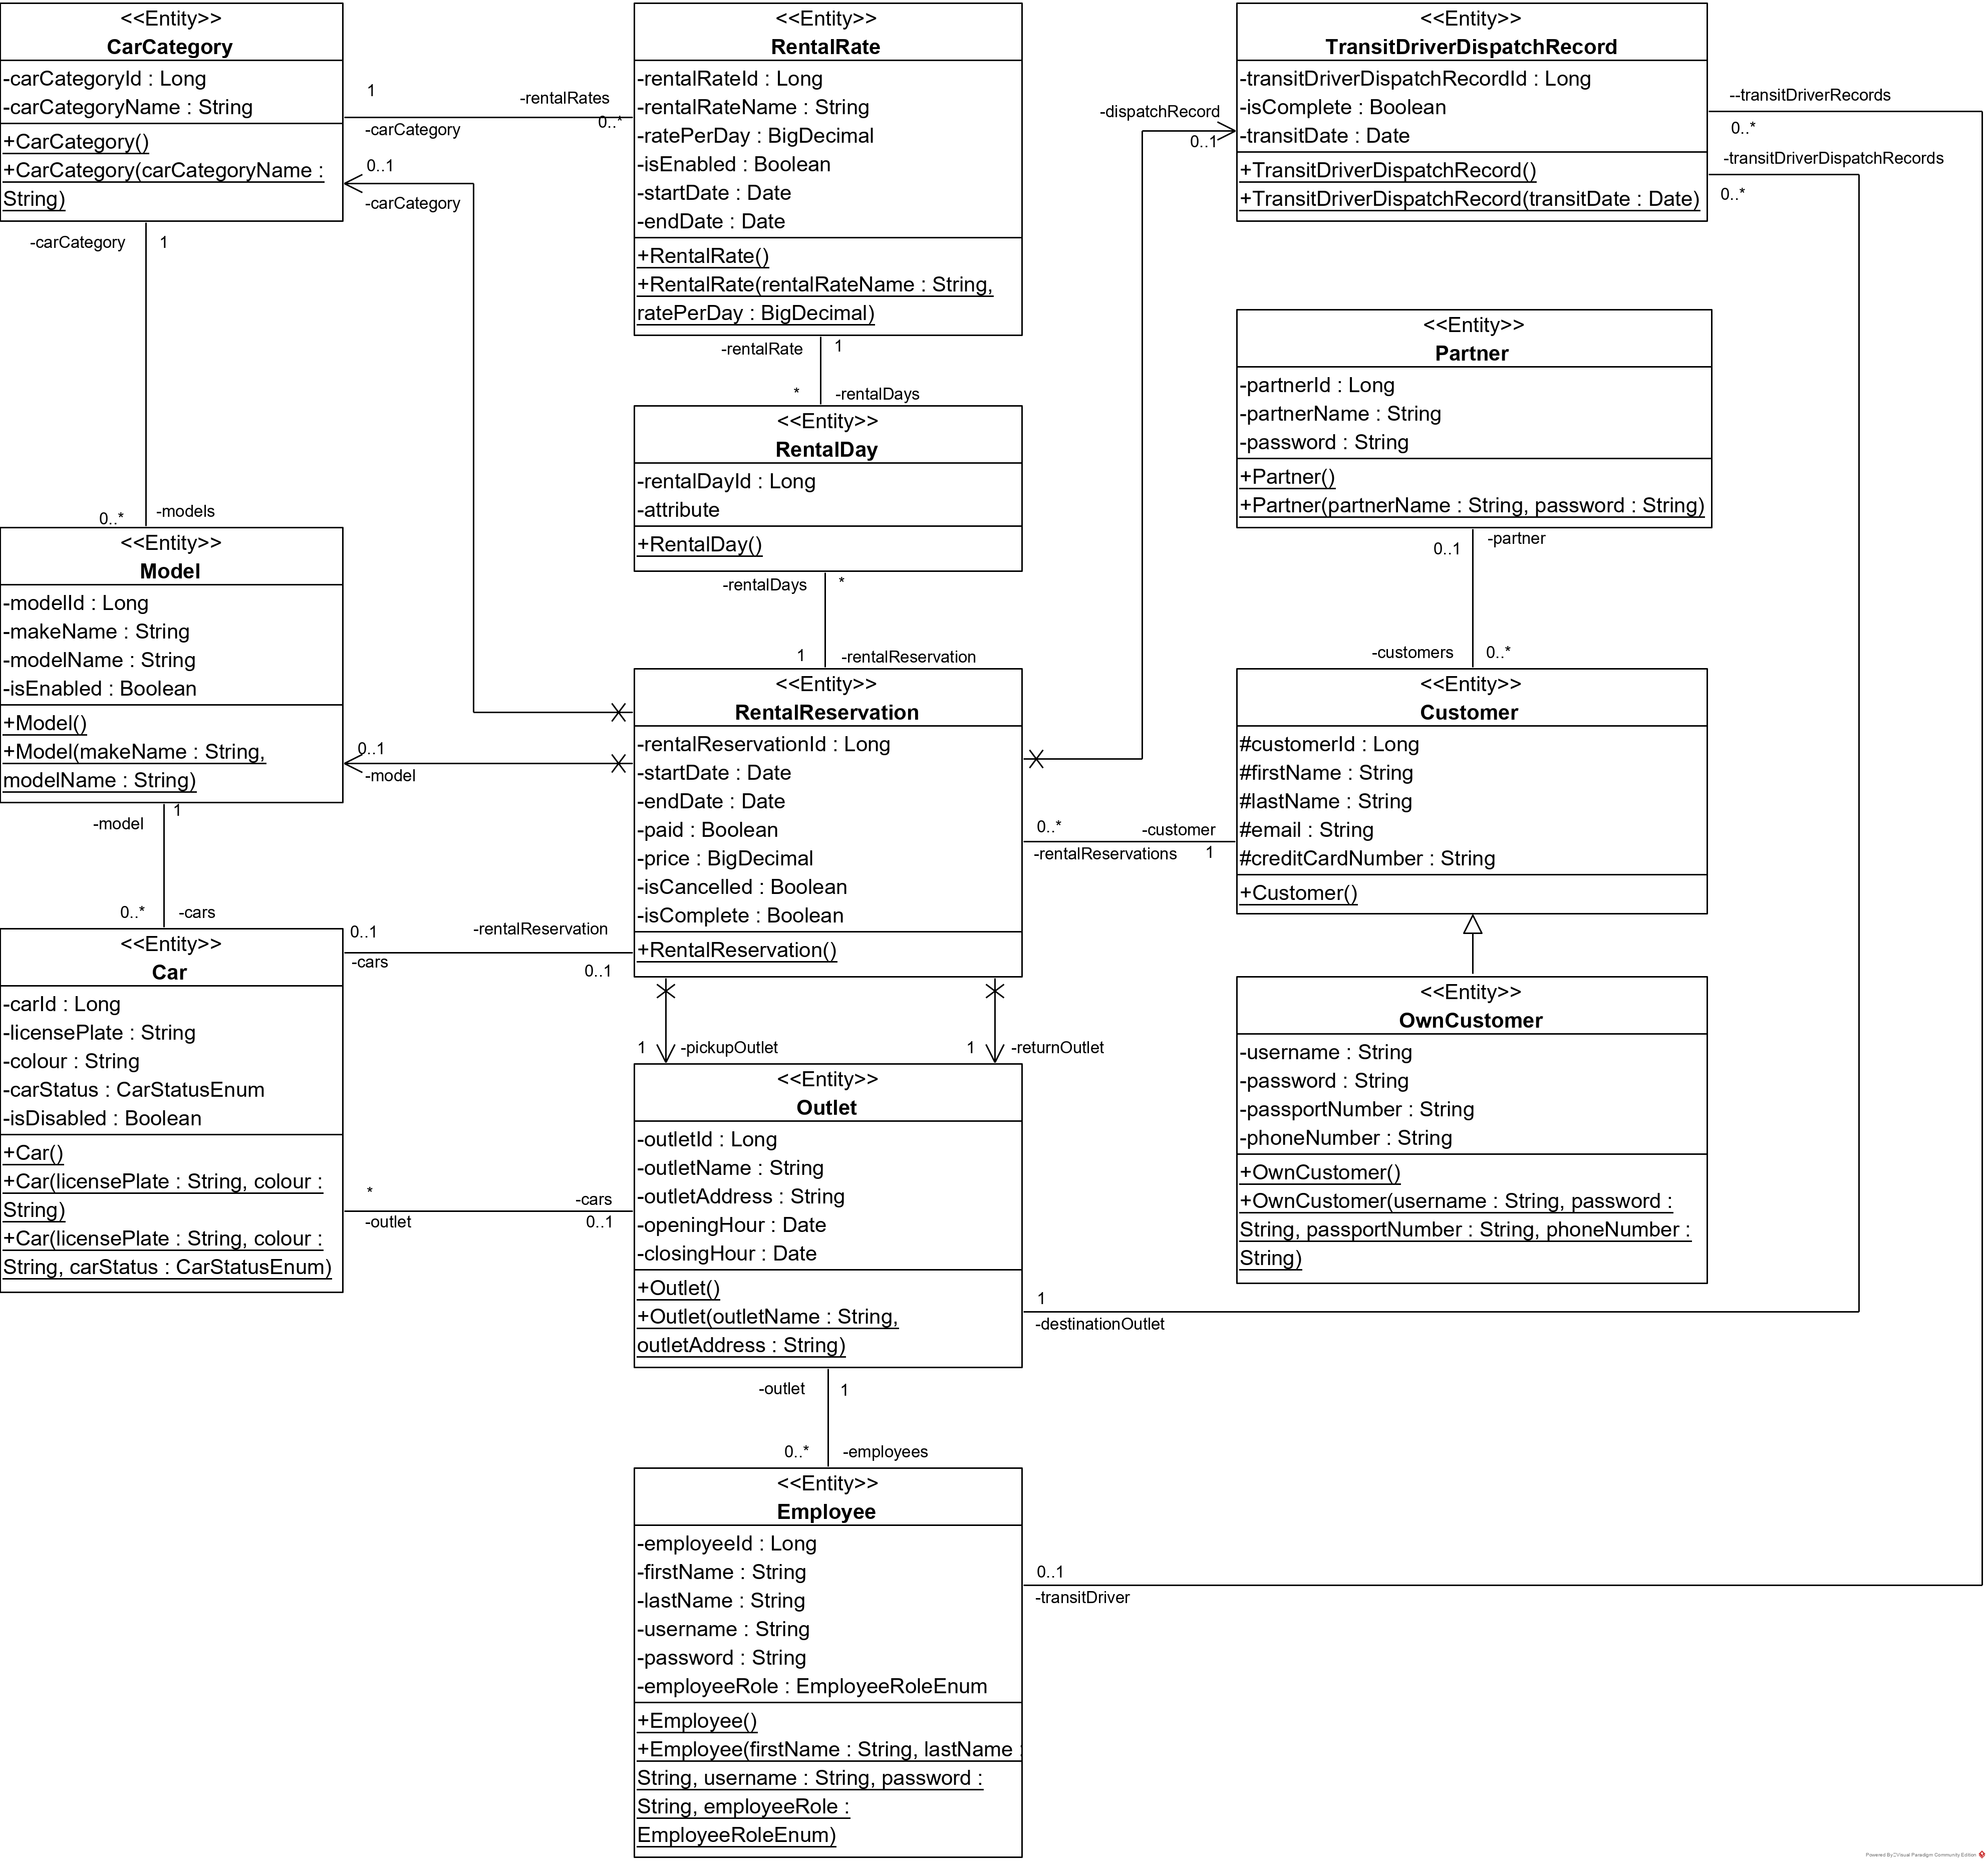 <<Entity>>
CarCategory
-carCategoryId : Long
-carCategoryName : String
+CarCategory()
+CarCategory(carCategoryName :
String)
1
-carCategory
-rentalRates
0..*
0..1
-carCategory
-carCategory
1
0..*
-models
<<Entity>>
RentalRate
-rentalRateId : Long
-rentalRateName : String
-ratePerDay : BigDecimal
-isEnabled : Boolean
-startDate : Date
-endDate : Date
+RentalRate()
+RentalRate(rentalRateName : String,
ratePerDay : BigDecimal)
-rentalRate
1
*
-rentalDays
<<Entity>>
TransitDriverDispatchRecord
-transitDriverDispatchRecordId : Long
-isComplete : Boolean
-transitDate : Date
+TransitDriverDispatchRecord()
+TransitDriverDispatchRecord(transitDate : Date)
-dispatchRecord
0..1
--transitDriverRecords
0..*
-transitDriverDispatchRecords
0..*
<<Entity>>
Partner
-partnerId : Long
-partnerName : String
-password : String
+Partner()
+Partner(partnerName : String, password : String)
0..1
-partner
-customers
0..*
<<Entity>>
RentalDay
-rentalDayId : Long
-attribute
+RentalDay()
-rentalDays
*
1
-rentalReservation
<<Entity>>
Model
-modelId : Long
-makeName : String
-modelName : String
-isEnabled : Boolean
+Model()
+Model(makeName : String,
modelName : String)
0..1
-model
1
-model
0..*
-cars
<<Entity>>
RentalReservation
-rentalReservationId : Long
-startDate : Date
-endDate : Date
-paid : Boolean
-price : BigDecimal
-isCancelled : Boolean
-isComplete : Boolean
+RentalReservation()
0..*
-customer
-rentalReservations
1
<<Entity>>
Customer
#customerId : Long
#firstName : String
#lastName : String
#email : String
#creditCardNumber : String
+Customer()
<<Entity>>
Car
-carId : Long
-licensePlate : String
-colour : String
-carStatus : CarStatusEnum
-isDisabled : Boolean
+Car()
+Car(licensePlate : String, colour :
String)
+Car(licensePlate : String, colour :
String, carStatus : CarStatusEnum)
0..1
-rentalReservation
-cars
0..1
1
-pickupOutlet
1
-returnOutlet
*
-cars
-outlet
0..1
<<Entity>>
Outlet
-outletId : Long
-outletName : String
-outletAddress : String
-openingHour : Date
-closingHour : Date
+Outlet()
+Outlet(outletName : String,
outletAddress : String)
1
-destinationOutlet
-outlet
1
0..*
-employees
<<Entity>>
OwnCustomer
-username : String
-password : String
-passportNumber : String
-phoneNumber : String
+OwnCustomer()
+OwnCustomer(username : String, password :
String, passportNumber : String, phoneNumber :
String)
<<Entity>>
Employee
-employeeId : Long
-firstName : String
-lastName : String
-username : String
-password : String
-employeeRole : EmployeeRoleEnum
+Employee()
+Employee(firstName : String, lastName :
String, username : String, password :
String, employeeRole :
EmployeeRoleEnum)
0..1
-transitDriver
Powered By Visual Paradigm Community Edition